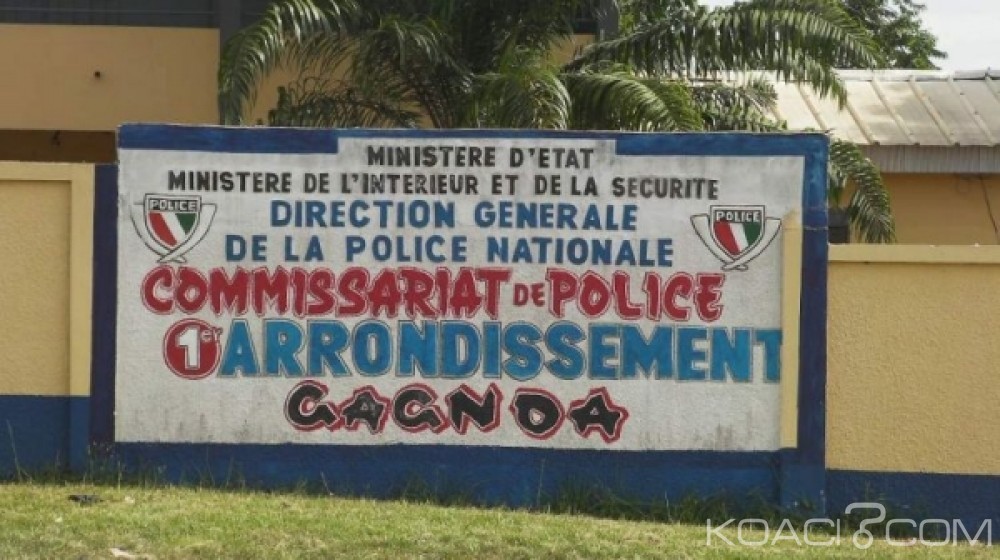 MINISTÈRE D'ETAT
MINISTERE DE L'INTERIEUR ET DE LA SECURITE
DIRECTION GENERALE
DE LA POLICE NATIONALE
POLICE
POLICE
COMMISSARIAT DE POLICE
1er ARRONDISSEMENT
GAGNOA
KOACI.COM